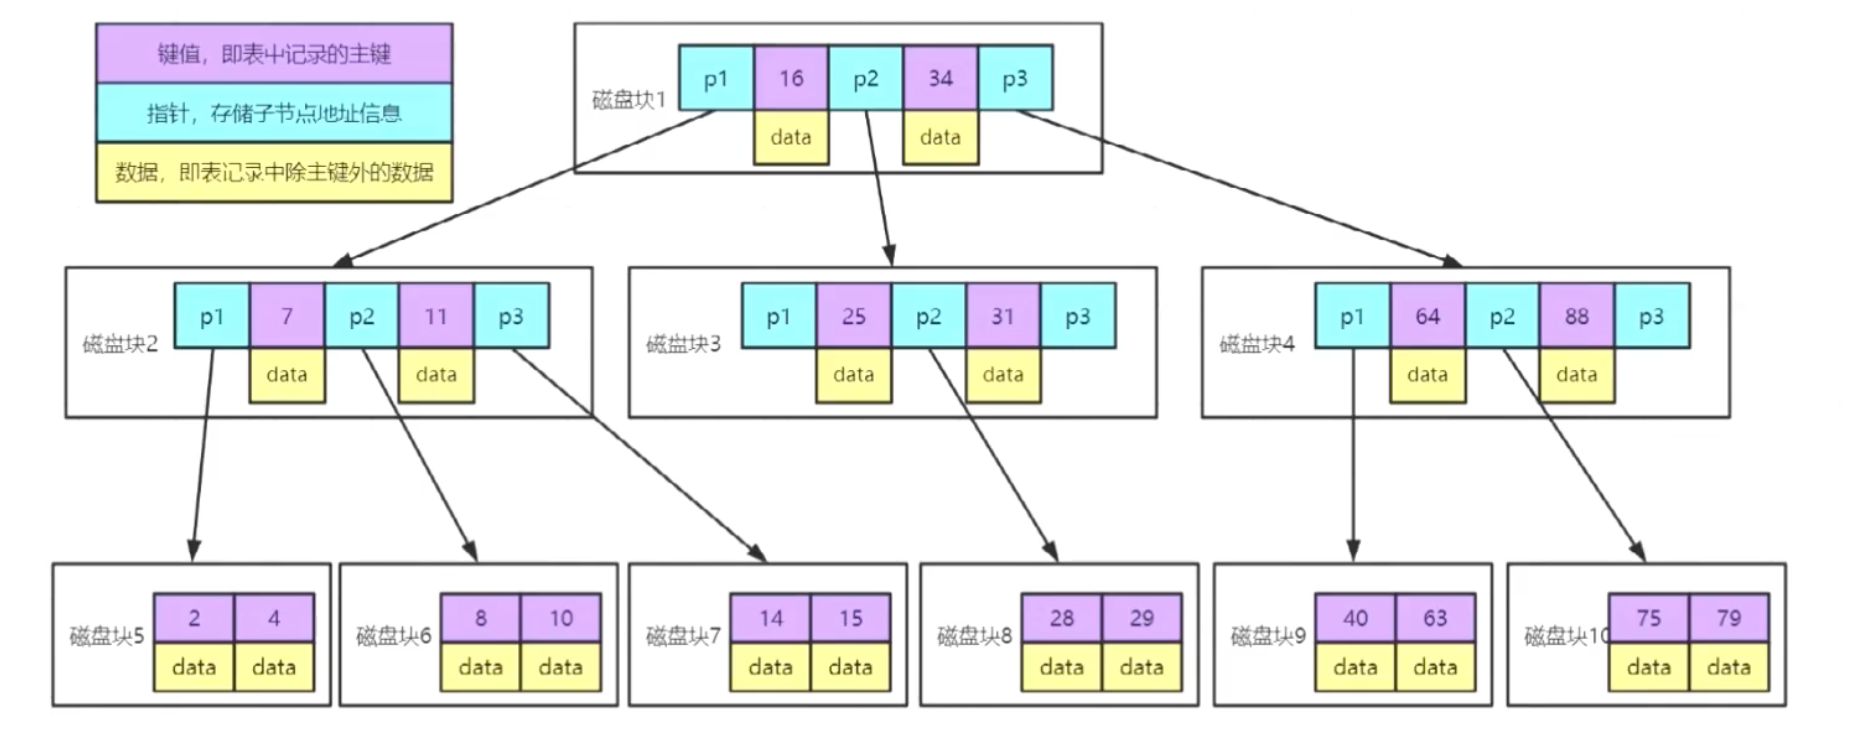 键值，即表中记录的主键
指针，存储子节点地址信息
数据，即表记录中除主键外的数据
磁盘块1
p1 16 p2 34 p3
data data
磁盘块2
p1 7 p2 11 p3
data data
磁盘块3
p1 25 p2 31 p3
data data
磁盘块4
p1 64 p2 88 p3
data data
磁盘块5
2 4
data data
磁盘块6
8 10
data data
磁盘块7
14 15
data data
磁盘块8
28 29
data data
磁盘块9
40 63
data data
磁盘块10
75 79
data data